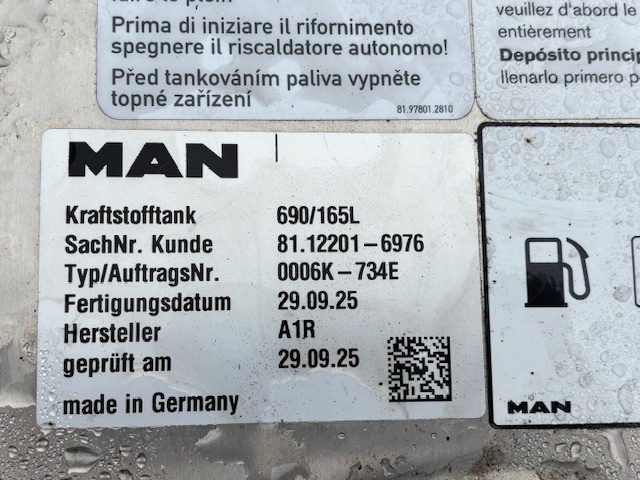 Prima di iniziare il rifornimento
spegnere il riscaldatore autonomo!
Před tankováním paliva vypněte
topné zařízení
81.97801.2810
veuillez d'abord le
entièrement
Depósito princip
llenarlo primero p
MAN
Kraftstofftank 690/165L
SachNr. Kunde 81.12201-6976
Typ/AuftragsNr. 0006K-734E
Fertigungsdatum 29.09.25
Hersteller A1R
geprüft am 29.09.25
made in Germany
MAN